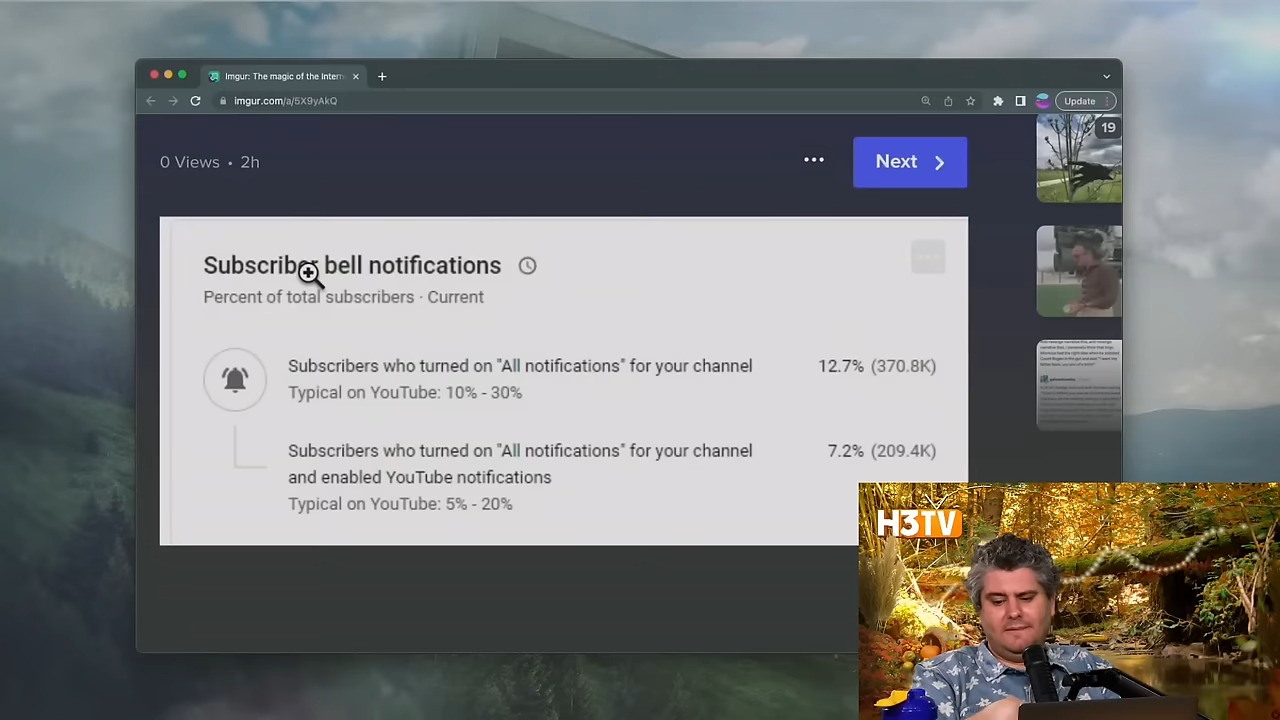 Imgur: The magic of the Intern
imgur.com/a/5X9yAkQ
Update
0 Views • 2h
Next
19
Subscriber bell notifications
Percent of total subscribers · Current
Subscribers who turned on "All notifications" for your channel
12.7% (370.8K)
Typical on YouTube: 10% - 30%
Subscribers who turned on "All notifications" for your channel
7.2% (209.4K)
and enabled YouTube notifications
Typical on YouTube: 5% - 20%
H3TV